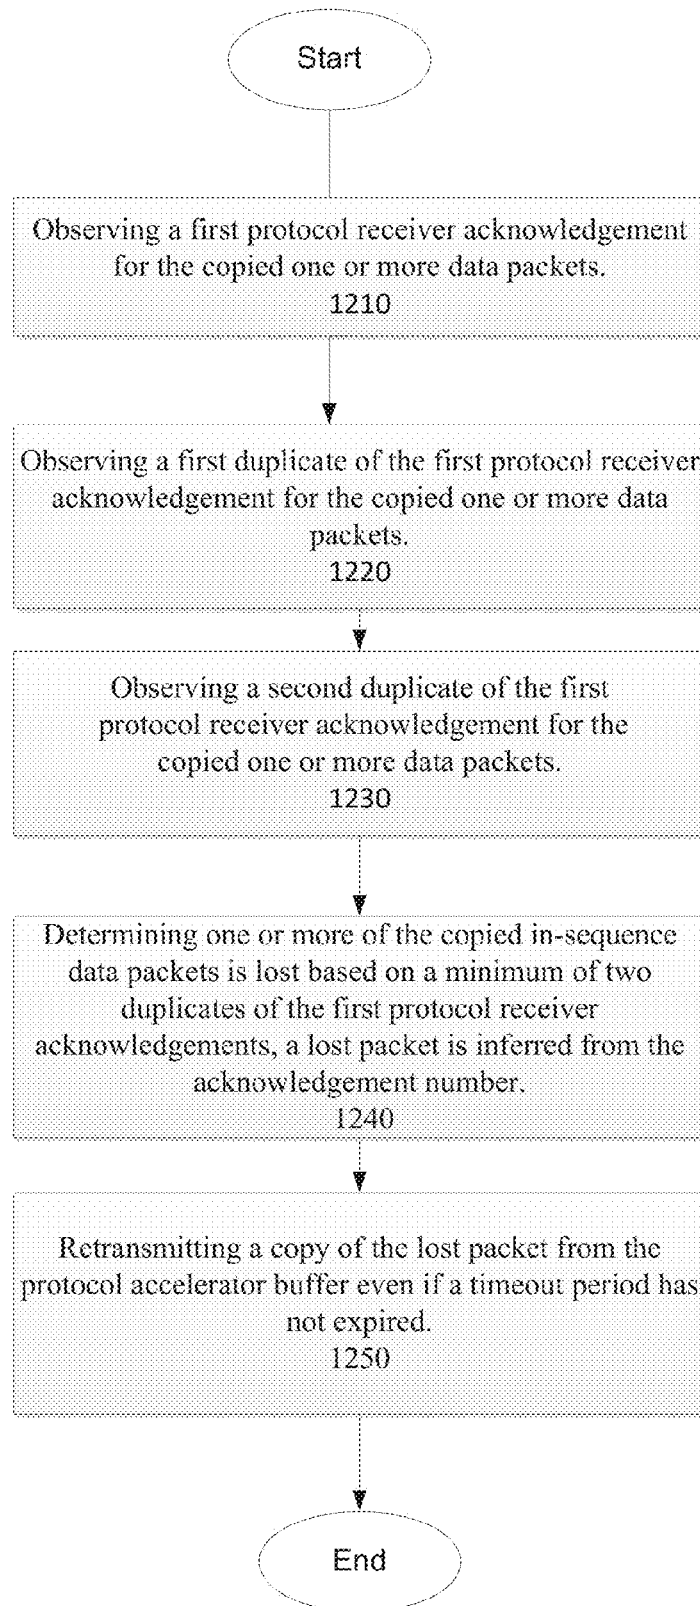 Start
Observing a first protocol receiver acknowledgement
for the copied one or more data packets.
1210
Observing a first duplicate of the first protocol receiver
acknowledgement for the copied one or more data
packets.
1220
Observing a second duplicate of the first
protocol receiver acknowledgement for the
copied one or more data packets.
1230
Determining one or more of the copied in-sequence
data packets is lost based on a minimum of two
duplicates of the first protocol receiver
acknowledgements, a lost packet is inferred from the
acknowledgement number.
1240
Retransmitting a copy of the lost packet from the
protocol accelerator buffer even if a timeout period has
not expired.
1250
End